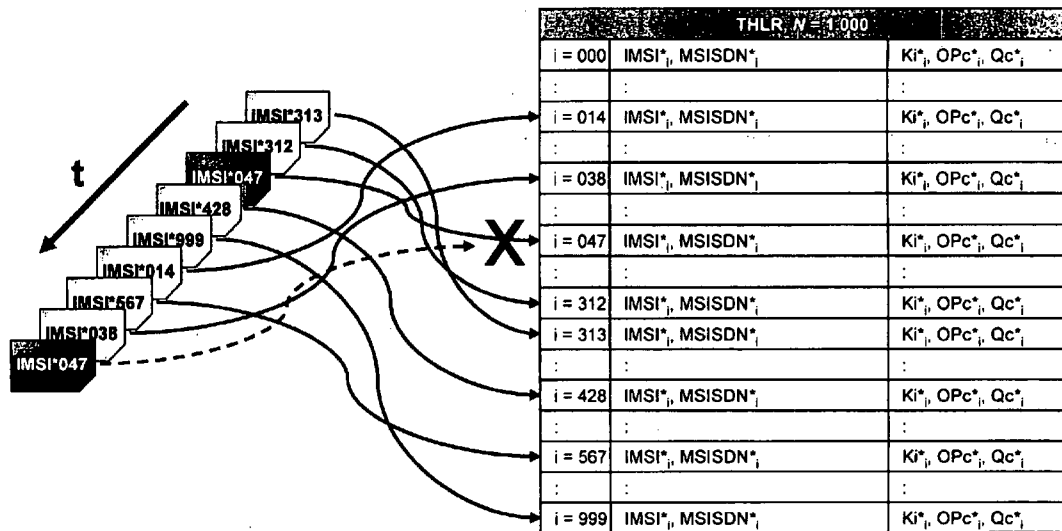 THLR N = 1 000
i = 000 IMSI*i, MSISDN*i Ki*i, OPc*i, Qc*i
: : :
i = 014 IMSI*i, MSISDN*i Ki*i, OPc*i, Qc*i
: : :
i = 038 IMSI*i, MSISDN*i Ki*i, OPc*i, Qc*i
: : :
i = 047 IMSI*i, MSISDN*i Ki*i, OPc*i, Qc*i
: : :
i = 312 IMSI*i, MSISDN*i Ki*i, OPc*i, Qc*i
i = 313 IMSI*i, MSISDN*i Ki*i, OPc*i, Qc*i
: : :
i = 428 IMSI*i, MSISDN*i Ki*i, OPc*i, Qc*i
: : :
i = 567 IMSI*i, MSISDN*i Ki*i, OPc*i, Qc*i
: : :
i = 999 IMSI*i, MSISDN*i Ki*i, OPc*i, Qc*i
t
IMSI*313
IMSI*312
IMSI*047
IMSI*428
IMSI*999
IMSI*014
IMSI*567
IMSI*038
IMSI*047
X